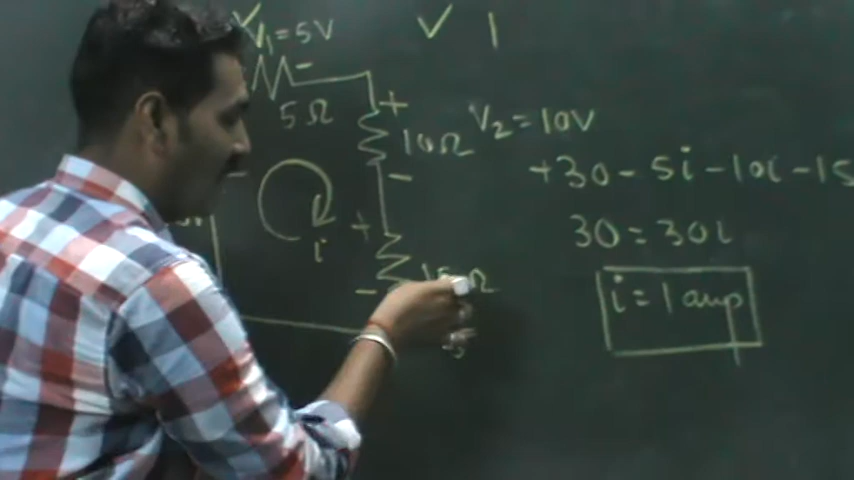 ✓ 1
V₁ = 5V
5Ω
+
-
10Ω V₂ = 10V
+30 - 5i - 10i - 15
-
i
+
30 = 30i
-
Ω
i = 1 amp